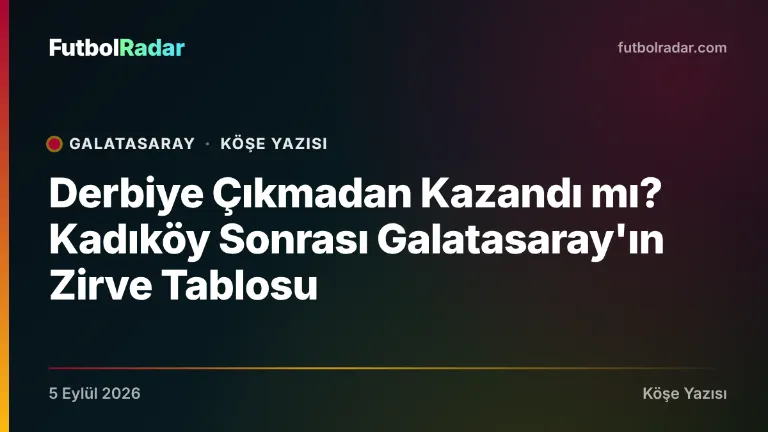 FutbolRadar
futbolradar.com
GALATASARAY · KÖŞE YAZISI
Derbiye Çıkmadan Kazandı mı?
Kadıköy Sonrası Galatasaray'ın
Zirve Tablosu
5 Eylül 2026
Köşe Yazısı